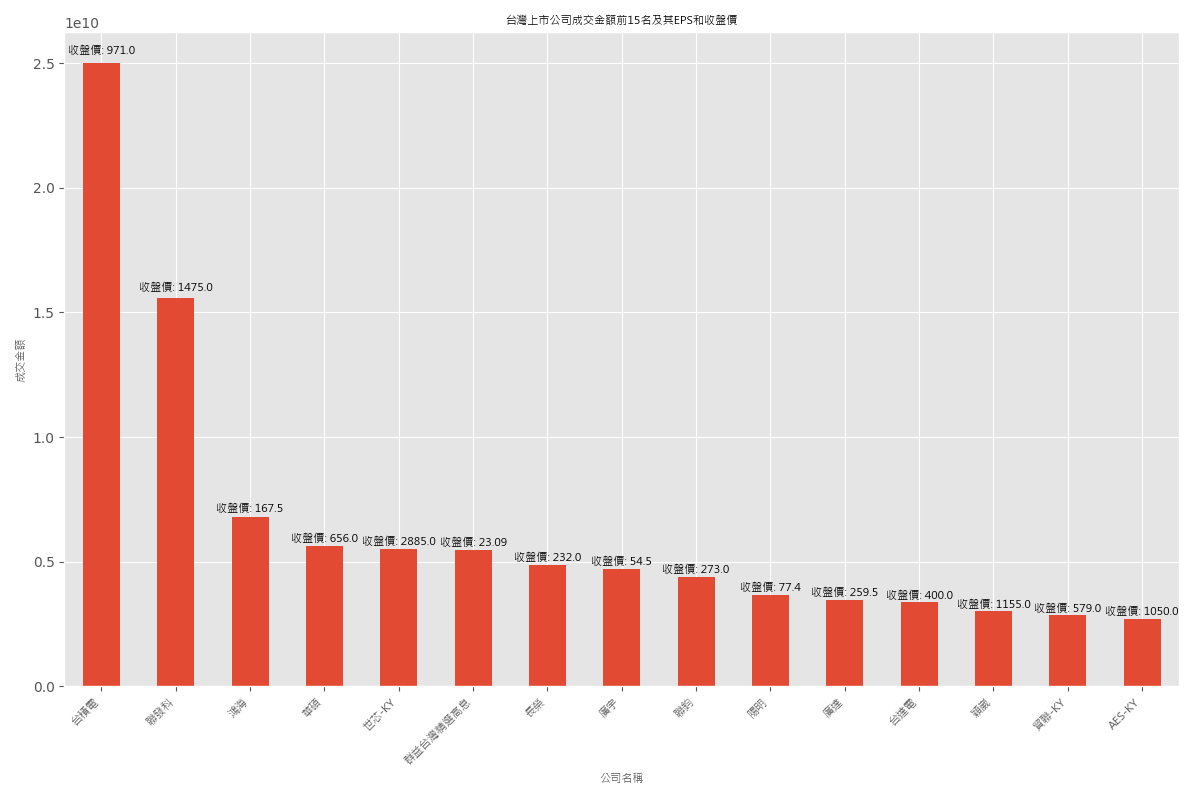 台灣上市公司成交金額前15名及其EPS和收盤價
1e10
2.5
2.0
1.5
1.0
0.5
0.0
成交金額
收盤價: 971.0
收盤價: 1475.0
收盤價: 167.5
收盤價: 656.0
收盤價: 2885.0
收盤價: 23.09
收盤價: 232.0
收盤價: 54.5
收盤價: 273.0
收盤價: 77.4
收盤價: 259.5
收盤價: 400.0
收盤價: 1155.0
收盤價: 579.0
收盤價: 1050.0
台積電
聯發科
鴻海
華碩
世芯-KY
群益台灣精選高息
長榮
廣宇
聯鈞
陽明
廣達
台達電
穎崴
貿聯-KY
AES-KY
公司名稱